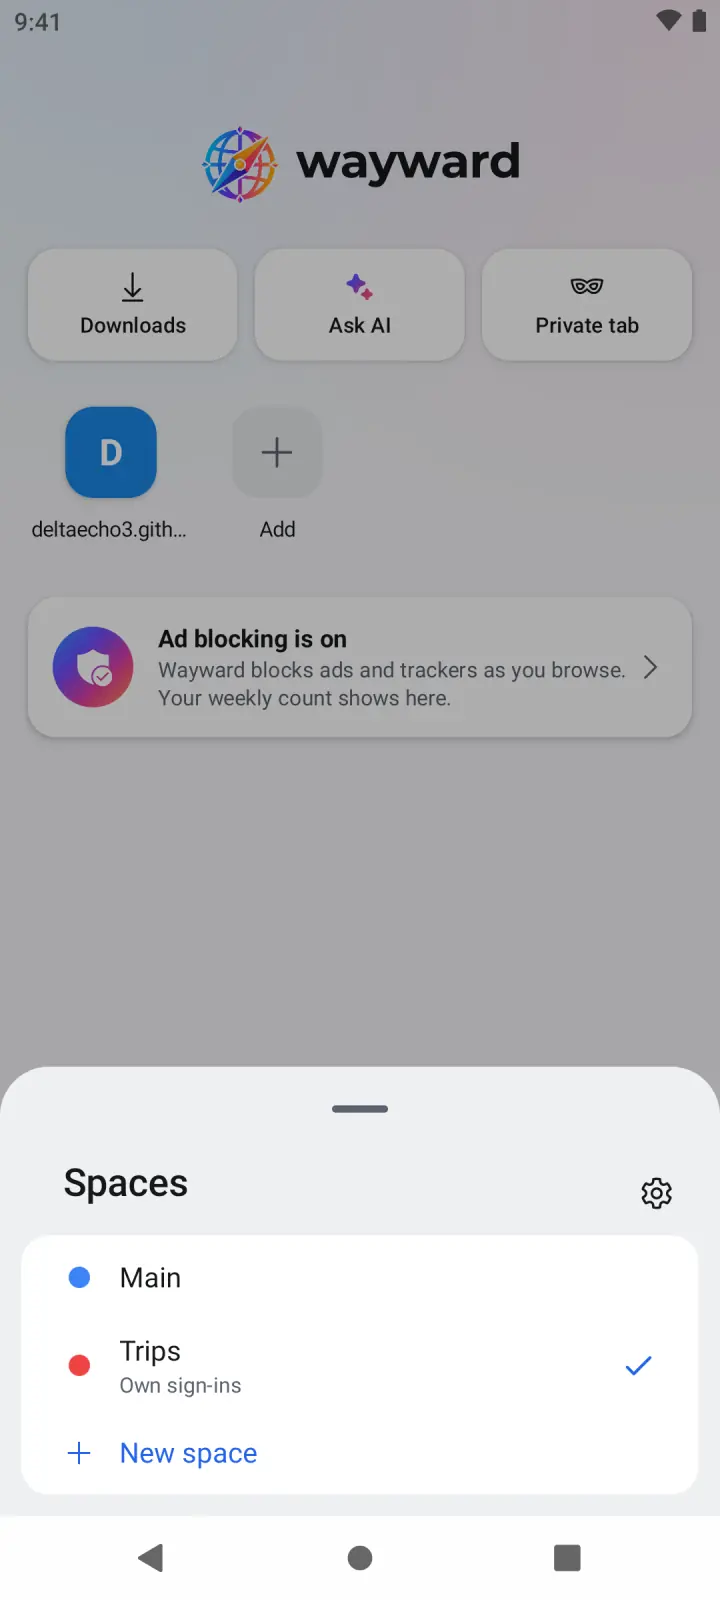 9:41
wayward
Downloads
Ask AI
Private tab
D
deltaecho3.gith...
Add
Ad blocking is on
Wayward blocks ads and trackers as you browse.
Your weekly count shows here.
Spaces
Main
Trips
Own sign-ins
New space